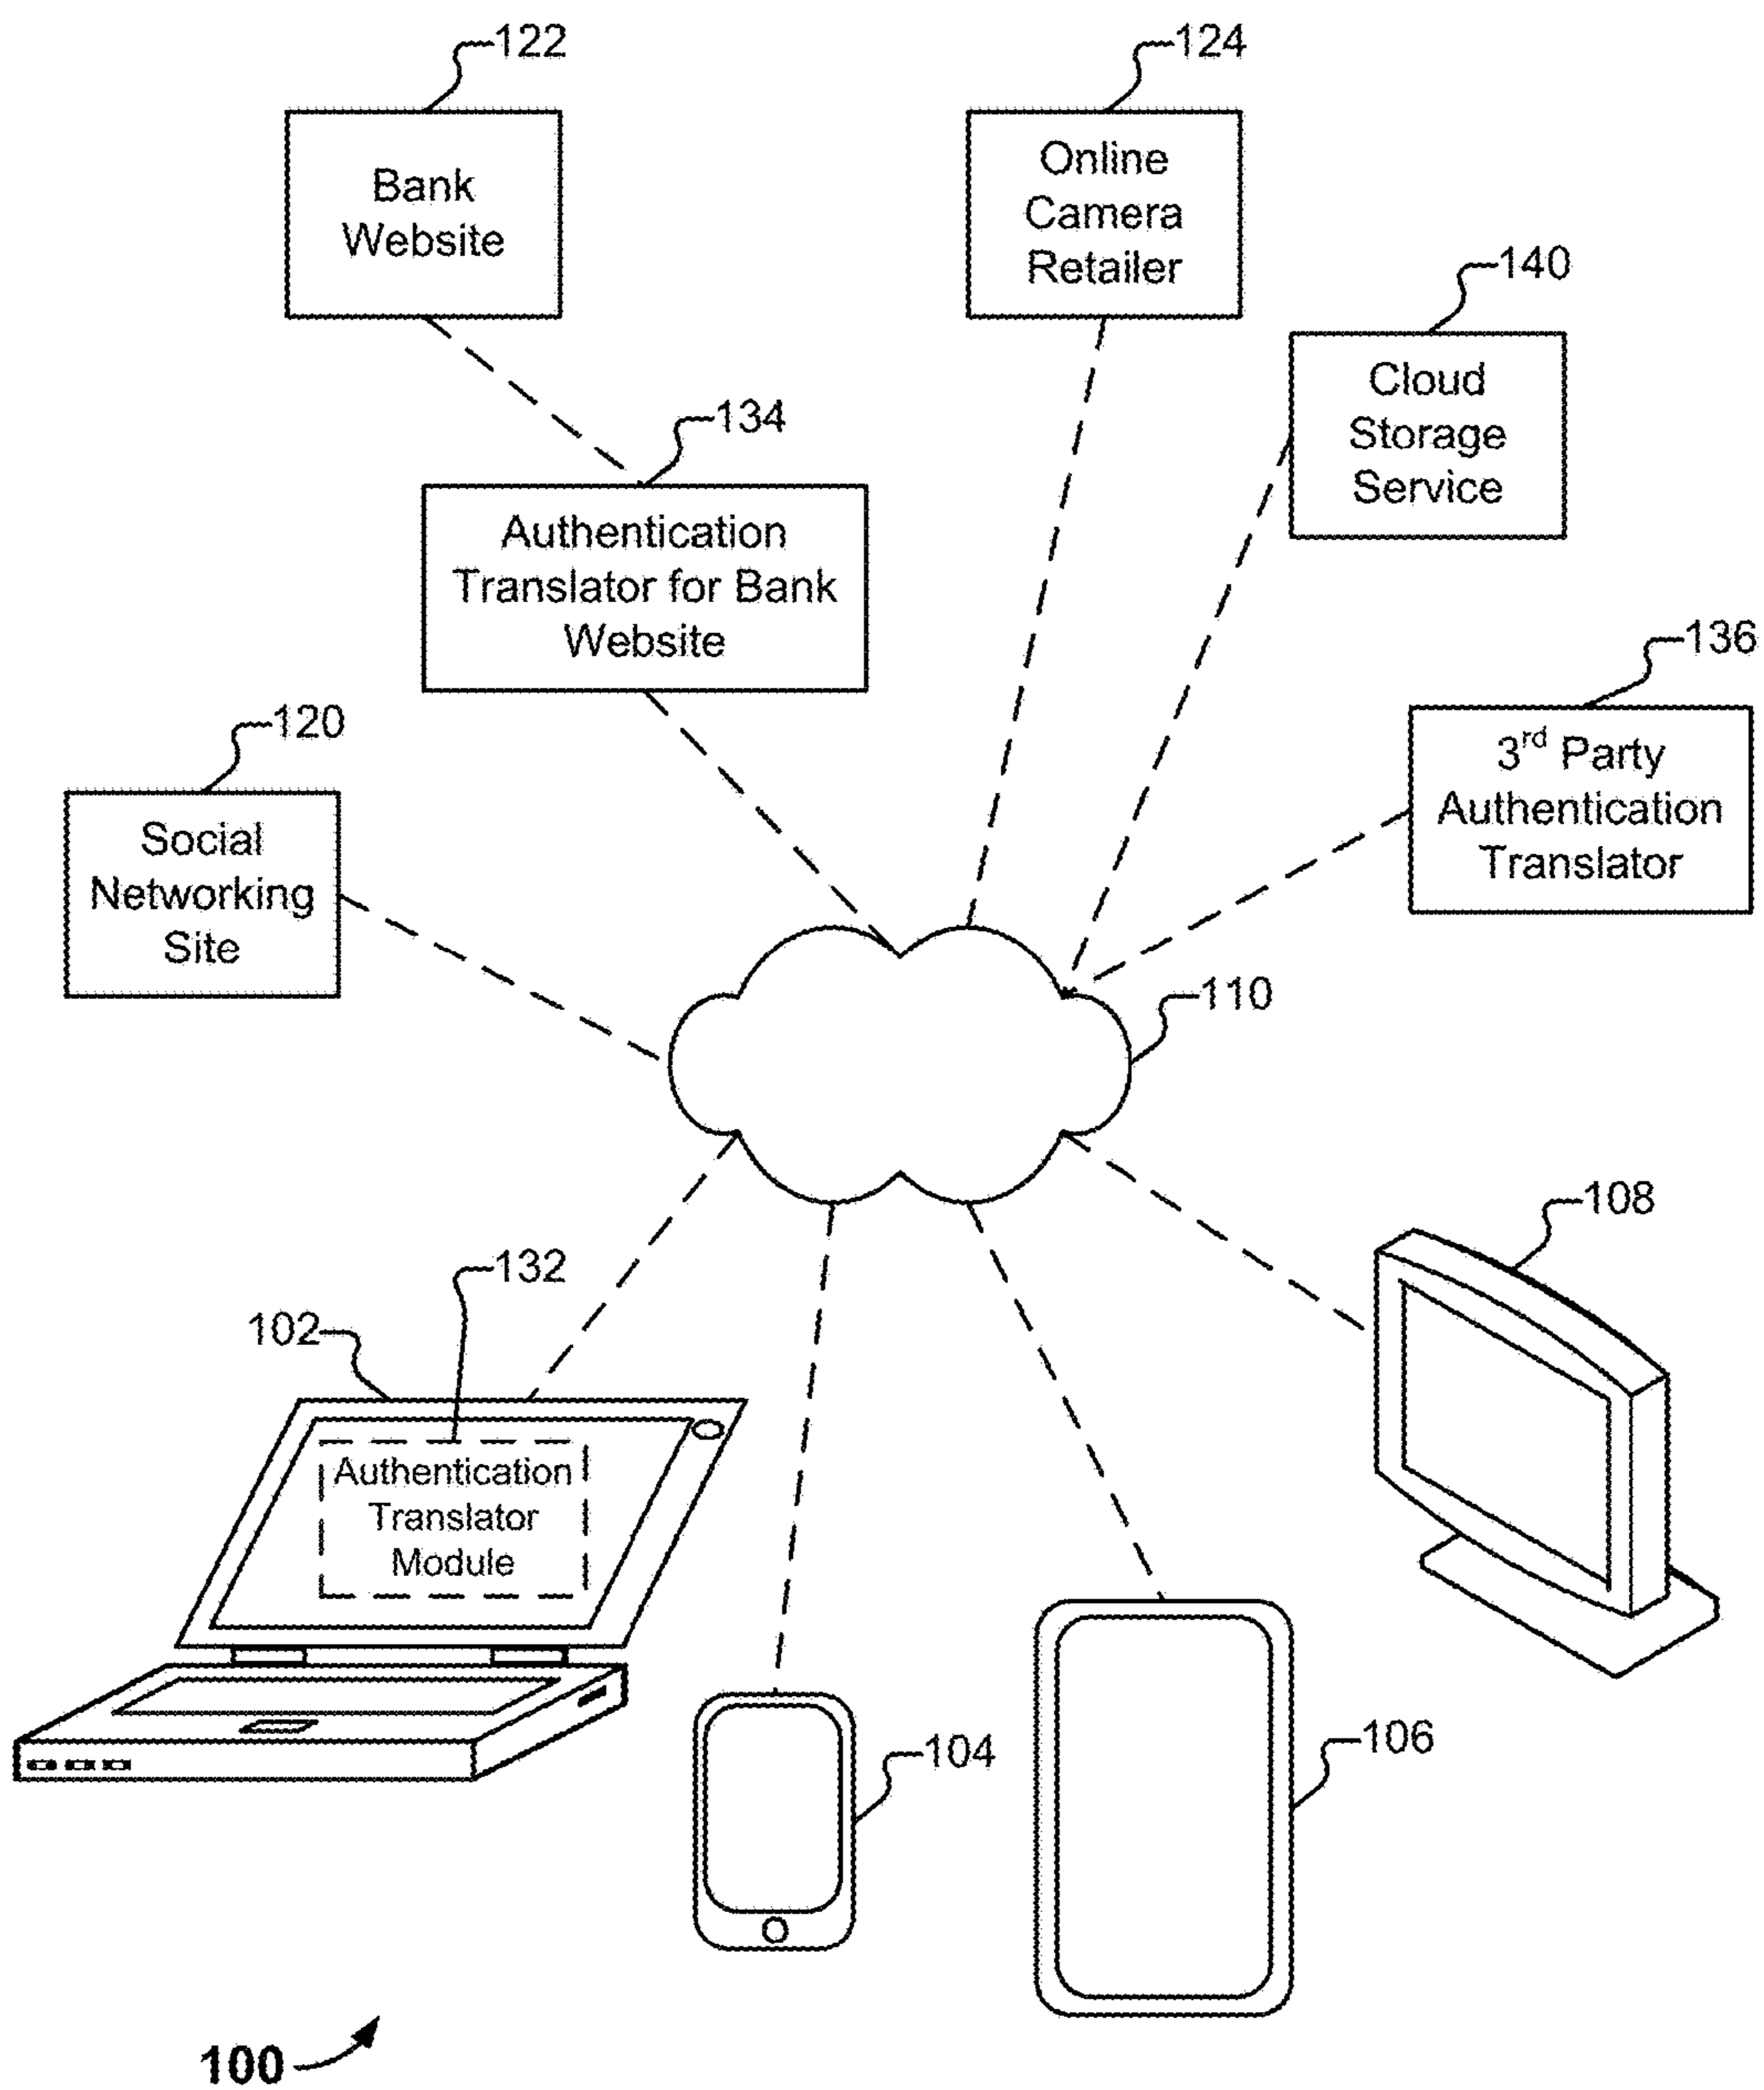 122
Bank
Website
124
Online
Camera
Retailer
140
Cloud
Storage
Service
134
Authentication
Translator for Bank
Website
136
3rd Party
Authentication
Translator
120
Social
Networking
Site
110
108
132
102
Authentication
Translator
Module
104
106
100